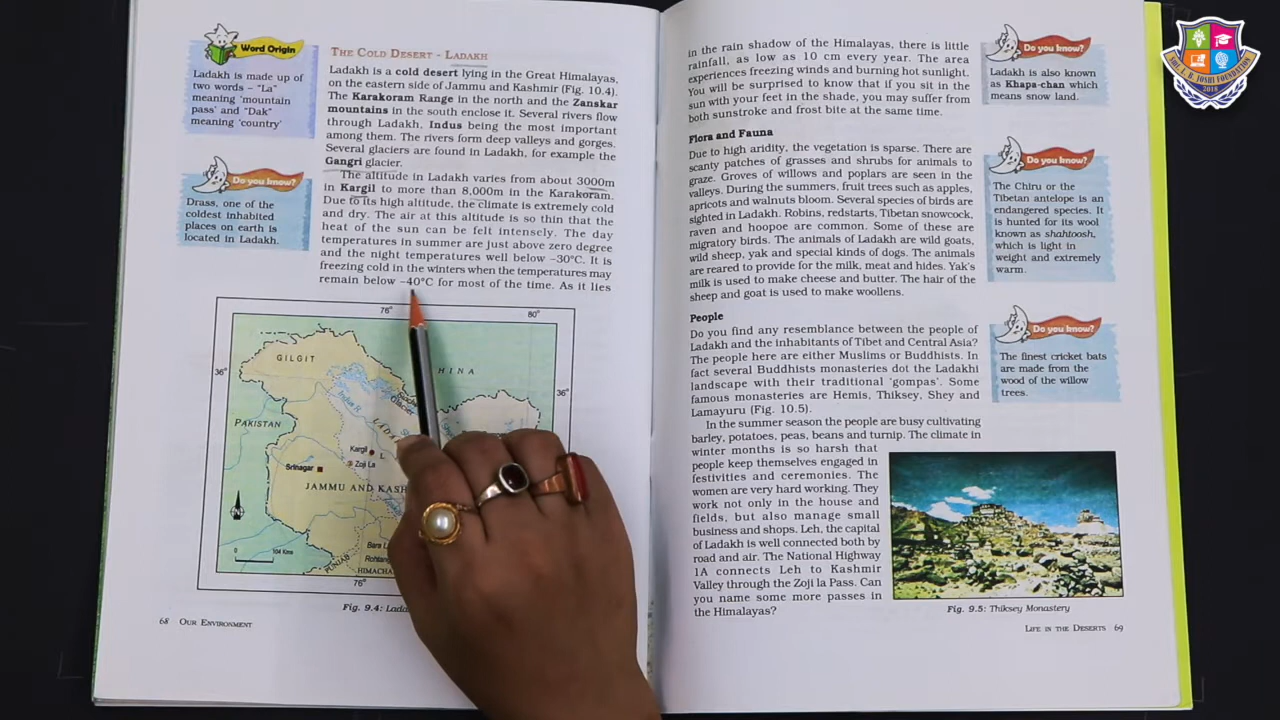 Word Origin
Ladakh is made up of
two words – "La"
meaning 'mountain
pass' and "Dak"
meaning 'country'
Do you know?
Drass, one of the
coldest inhabited
places on earth is
located in Ladakh.
THE COLD DESERT - LADAKH
Ladakh is a cold desert lying in the Great Himalayas,
on the eastern side of Jammu and Kashmir (Fig. 10.4).
The Karakoram Range in the north and the Zanskar
mountains in the south enclose it. Several rivers flow
through Ladakh, Indus being the most important
among them. The rivers form deep valleys and gorges.
Several glaciers are found in Ladakh, for example the
Gangri glacier.
The altitude in Ladakh varies from about 3000m
in Kargil to more than 8,000m in the Karakoram.
Due to its high altitude, the climate is extremely cold
and dry. The air at this altitude is so thin that the
heat of the sun can be felt intensely. The day
temperatures in summer are just above zero degree
and the night temperatures well below –30°C. It is
freezing cold in the winters when the temperatures may
remain below –40°C for most of the time. As it lies
76°
80°
36°
36°
GILGIT
HINA
PAKISTAN
Indus R.
Glacier
Kargil
Zoji La
Srinagar
JAMMU AND KASH
N
0
104 Kms
PUNJAB
Bara L
Rohtang
HIMACHA
76°
Fig. 9.4: Lada
68 OUR ENVIRONMENT
in the rain shadow of the Himalayas, there is little
rainfall, as low as 10 cm every year. The area
experiences freezing winds and burning hot sunlight.
You will be surprised to know that if you sit in the
sun with your feet in the shade, you may suffer from
both sunstroke and frost bite at the same time.
Flora and Fauna
Due to high aridity, the vegetation is sparse. There are
scanty patches of grasses and shrubs for animals to
graze. Groves of willows and poplars are seen in the
valleys. During the summers, fruit trees such as apples,
apricots and walnuts bloom. Several species of birds are
sighted in Ladakh. Robins, redstarts, Tibetan snowcock,
raven and hoopoe are common. Some of these are
migratory birds. The animals of Ladakh are wild goats,
wild sheep, yak and special kinds of dogs. The animals
are reared to provide for the milk, meat and hides. Yak's
milk is used to make cheese and butter. The hair of the
sheep and goat is used to make woollens.
People
Do you find any resemblance between the people of
Ladakh and the inhabitants of Tibet and Central Asia?
The people here are either Muslims or Buddhists. In
fact several Buddhists monasteries dot the Ladakhi
landscape with their traditional 'gompas'. Some
famous monasteries are Hemis, Thiksey, Shey and
Lamayuru (Fig. 10.5).
In the summer season the people are busy cultivating
barley, potatoes, peas, beans and turnip. The climate in
winter months is so harsh that
people keep themselves engaged in
festivities and ceremonies. The
women are very hard working. They
work not only in the house and
fields, but also manage small
business and shops. Leh, the capital
of Ladakh is well connected both by
road and air. The National Highway
1A connects Leh to Kashmir
Valley through the Zoji la Pass. Can
you name some more passes in
the Himalayas?
Do you know?
Ladakh is also known
as Khapa-chan which
means snow land.
Do you know?
The Chiru or the
Tibetan antelope is an
endangered species. It
is hunted for its wool
known as shahtoosh,
which is light in
weight and extremely
warm.
Do you know?
The finest cricket bats
are made from the
wood of the willow
trees.
Fig. 9.5: Thiksey Monastery
LIFE IN THE DESERTS 69
SHL. J. B. JOSHI FOUNDATION
2018